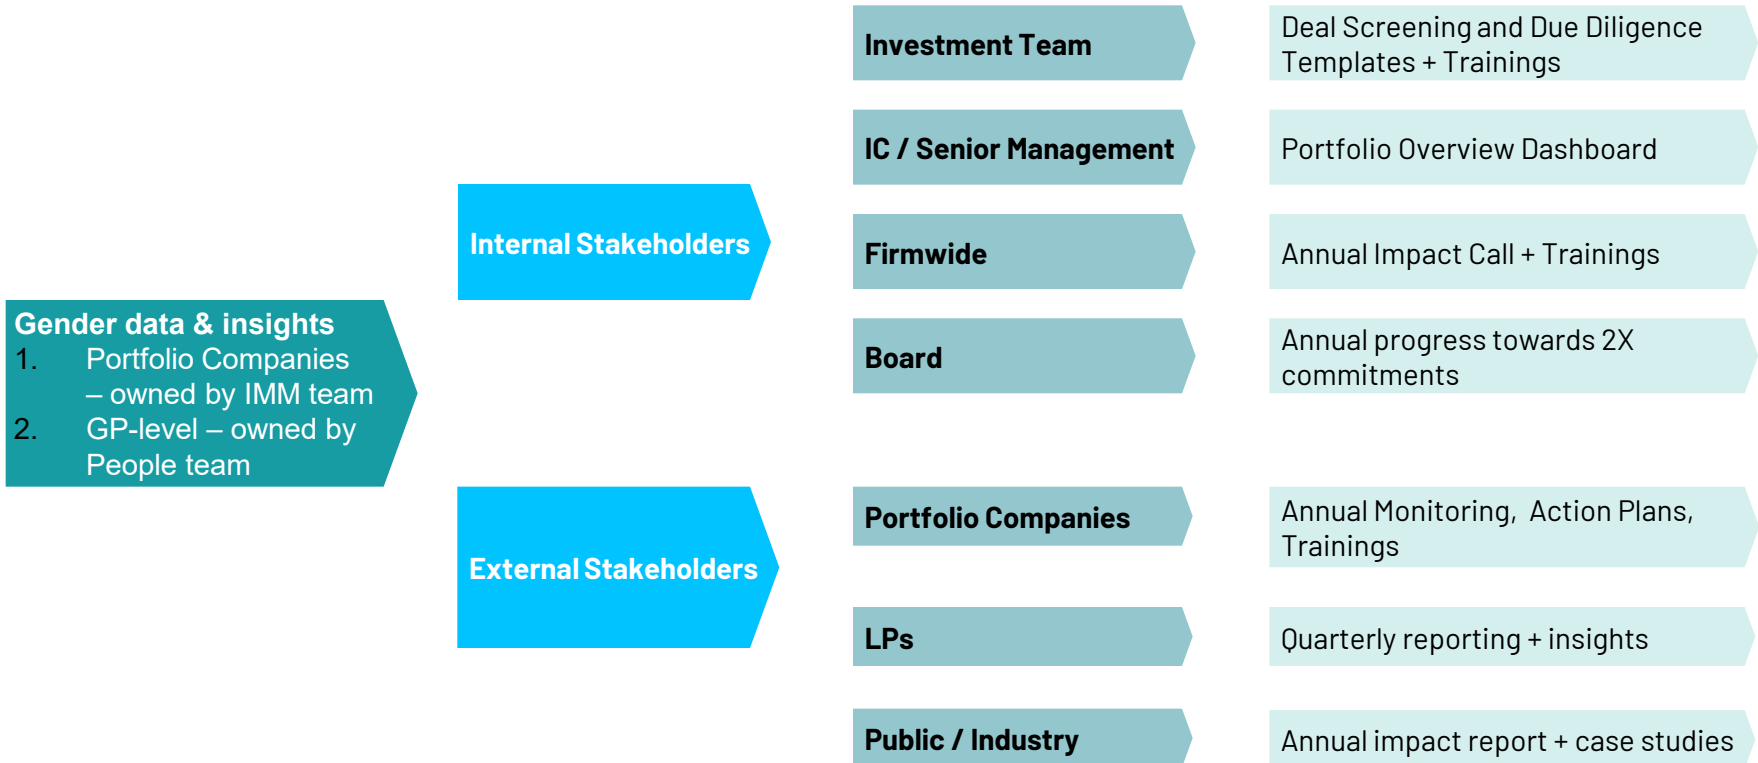 Gender data & insights
1. Portfolio Companies
– owned by IMM team
2. GP-level – owned by
People team
Internal Stakeholders
Investment Team
Deal Screening and Due Diligence
Templates + Trainings
IC / Senior Management
Portfolio Overview Dashboard
Firmwide
Annual Impact Call + Trainings
Board
Annual progress towards 2X
commitments
External Stakeholders
Portfolio Companies
Annual Monitoring, Action Plans,
Trainings
LPs
Quarterly reporting + insights
Public / Industry
Annual impact report + case studies